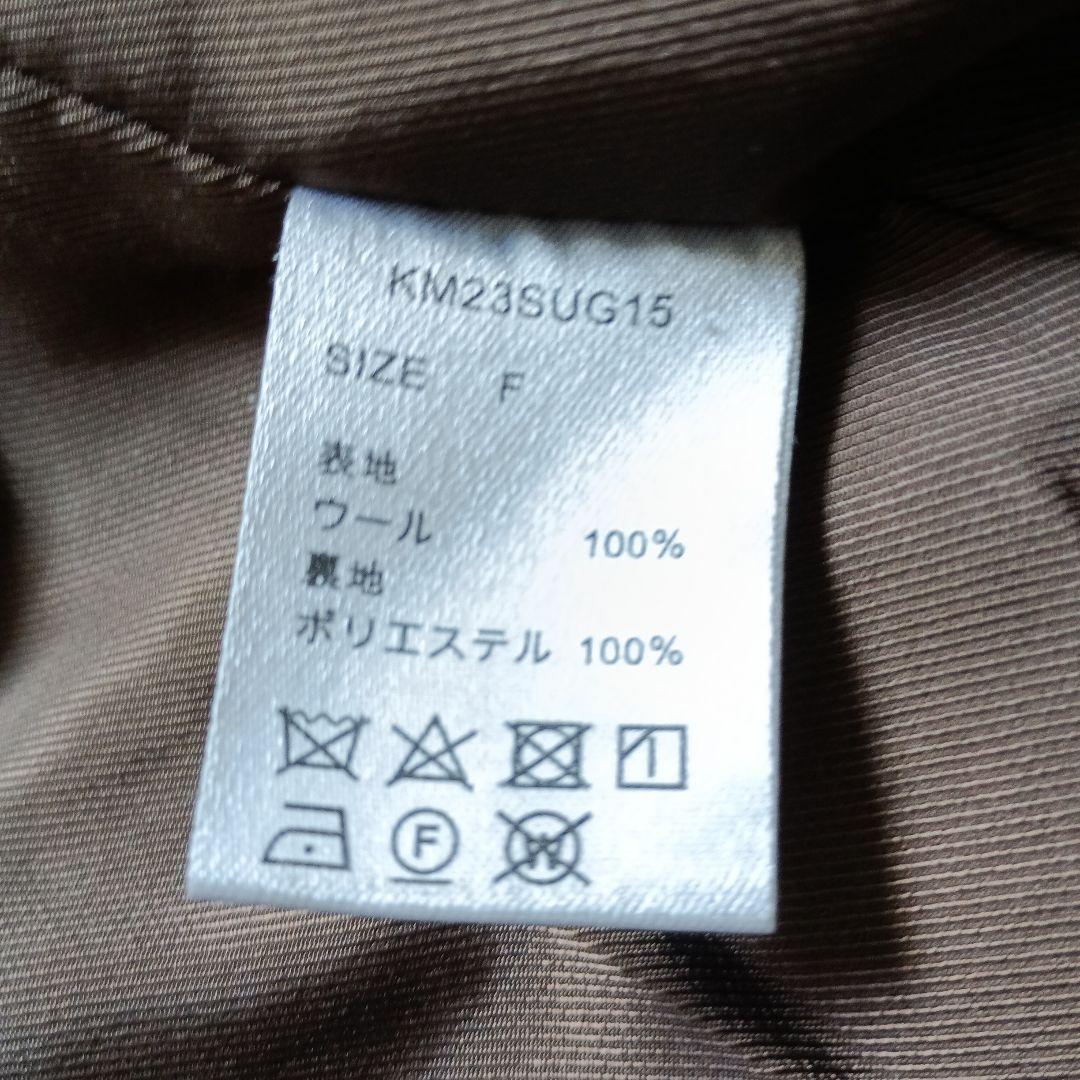 KM23SUG15
SIZE F
表地
ウール 100%
裏地
ポリエステル 100%
F W